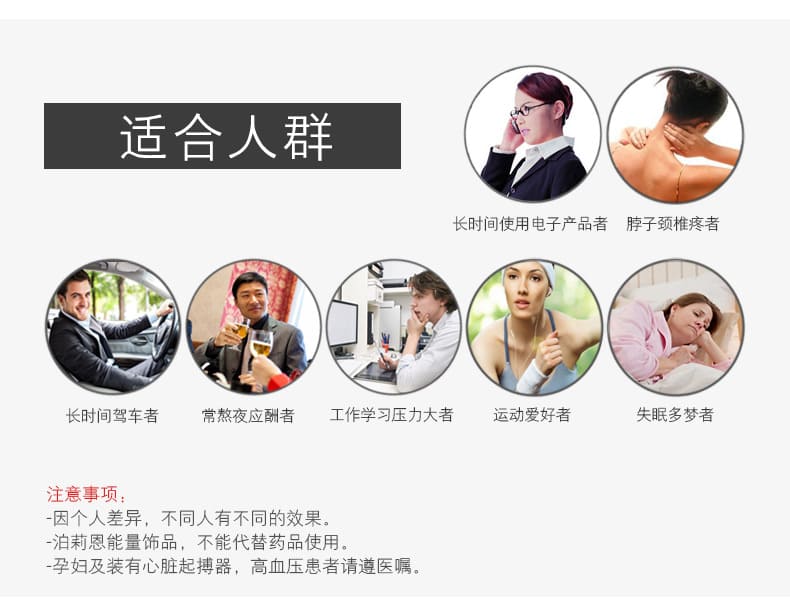 适合人群
长时间使用电子产品者
脖子颈椎疼者
长时间驾车者
常熬夜应酬者
工作学习压力大者
运动爱好者
失眠多梦者
注意事项：
-因个人差异，不同人有不同的效果。
-泊莉恩能量饰品，不能代替药品使用。
-孕妇及装有心脏起搏器，高血压患者请遵医嘱。